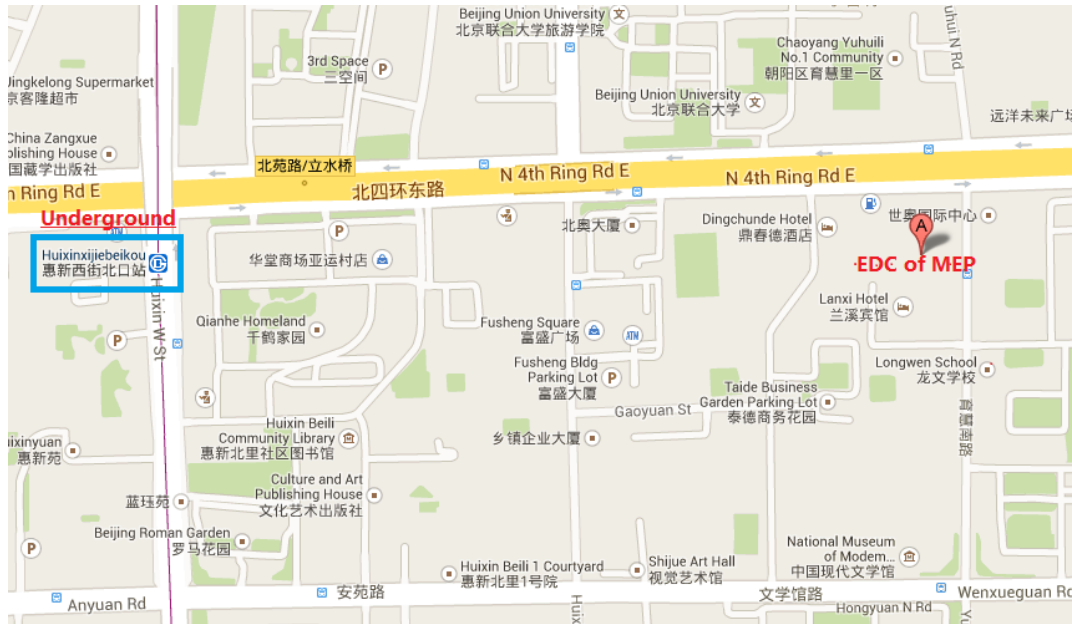 Beijing Union University
北京联合大学旅游学院
uhui N Rd
3rd Space
三空间
P
Chaoyang Yuhuili
No.1 Community
朝阳区育慧里一区
Jingkelong Supermarket
京客隆超市
Beijing Union University
北京联合大学
文
文
远洋未来广场
China Zangxue
blishing House
国藏学出版社
北苑路/立水桥
N 4th Ring Rd E
N 4th Ring Rd E
h Ring Rd E
北四环东路
Underground
ATM
P
北奥大厦
Dingchunde Hotel
鼎春德酒店
世奥国际中心
A
Huixinxijiebeikou
惠新西街北口站
华堂商场亚运村店
EDC of MEP
Huixin W St
Lanxi Hotel
兰溪宾馆
Qianhe Homeland
千鹤家园
Fusheng Square
富盛广场
ATM
P
Fusheng Bldg
Parking Lot
富盛大厦
P
Longwen School
龙文学校
Taide Business
Garden Parking Lot
泰德商务花园
Gaoyuan St
育慧南路
Huixin Beili
Community Library
惠新北里社区图书馆
乡镇企业大厦
uixinyuan
惠新苑
Culture and Art
Publishing House
文化艺术出版社
蓝珏苑
Beijing Roman Garden
罗马花园
P
National Museum
of Modern...
中国现代文学馆
Huixin Beili 1 Courtyard
惠新北里1号院
Shijue Art Hall
视觉艺术馆
Anyuan Rd
安苑路
文学馆路
Wenxueguan Rd
Hongyuan N Rd
Huix
Yu